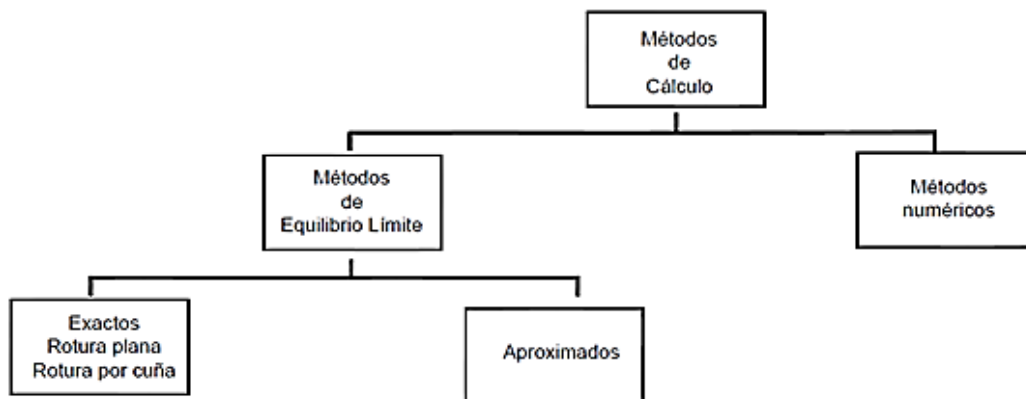 Métodos
de
Cálculo
Métodos
de
Equilibrio Límite
Métodos
numéricos
Exactos
Rotura plana
Rotura por cuña
Aproximados